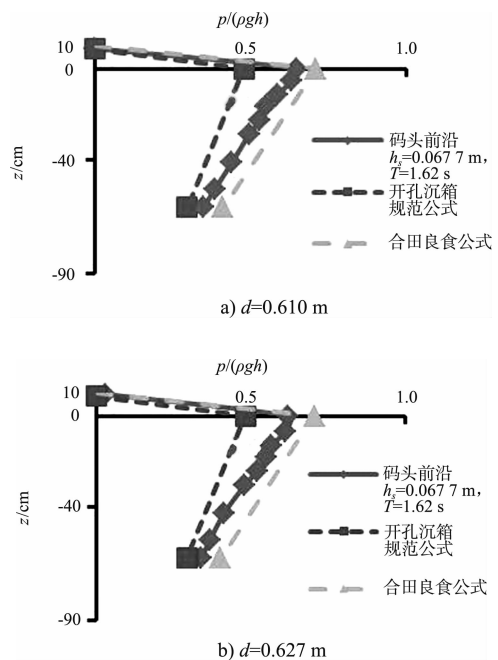 p/(ρgh)
10
0
0.5
1.0
-40
-90
z/cm
码头前沿
hs=0.067 7 m,
T=1.62 s
开孔沉箱
规范公式
合田良食公式
a) d=0.610 m
p/(ρgh)
10
0
0.5
1.0
-40
-90
z/cm
码头前沿
hs=0.067 7 m,
T=1.62 s
开孔沉箱
规范公式
合田良食公式
b) d=0.627 m